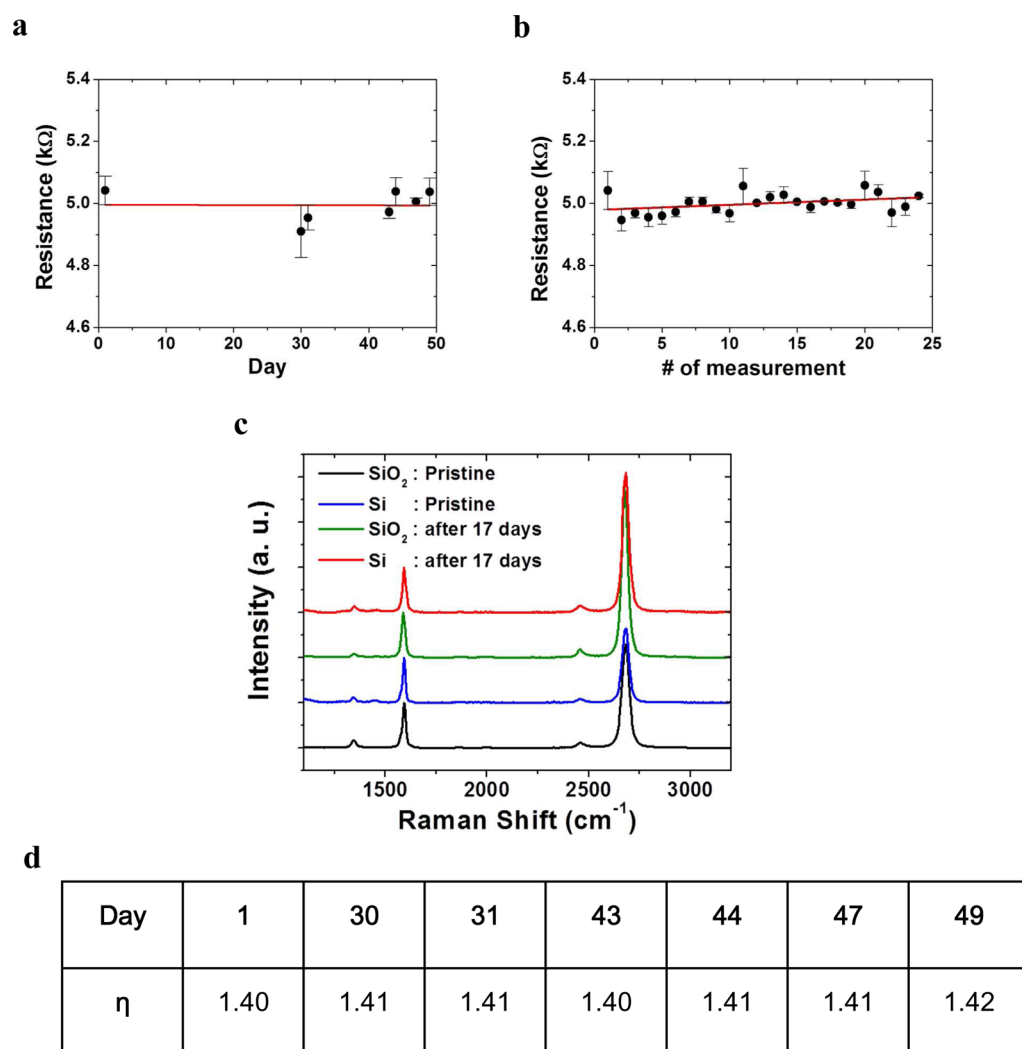 a
b
5.4
5.2
5.0
4.8
4.6
Resistance (kΩ)
0 10 20 30 40 50
Day
5.4
5.2
5.0
4.8
4.6
Resistance (kΩ)
0 5 10 15 20 25
# of measurement
c
SiO₂ : Pristine
Si : Pristine
SiO₂ : after 17 days
Si : after 17 days
Intensity (a. u.)
1500 2000 2500 3000
Raman Shift (cm⁻¹)
d
Day 1 30 31 43 44 47 49
η 1.40 1.41 1.41 1.40 1.41 1.41 1.42